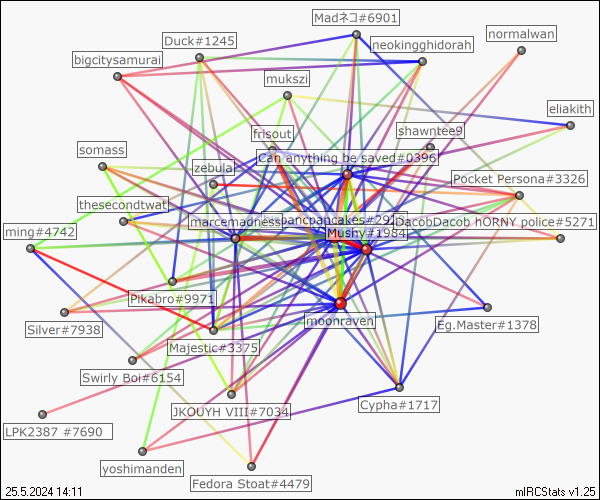 Madネコ#6901
Duck#1245
neokingghidorah
normalwan
bigcitysamurai
mukszi
eliakith
frisout
shawntee9
somass
Can anything be saved#0396
zebulai
Pocket Persona#3326
thesecondtwat
marcemadness
pancpancakes#292
DacobDacob hORNY police#5271
ming#4742
Mushy#1984
Pikabro#9971
Silver#7938
moonraven
Eg.Master#1378
Majestic#3375
Swirly Boi#6154
JKOUYH VIII#7034
Cypha#1717
LPK2387 #7690
yoshimanden
Fedora Stoat#4479
25.5.2024 14:11
mIRCStats v1.25